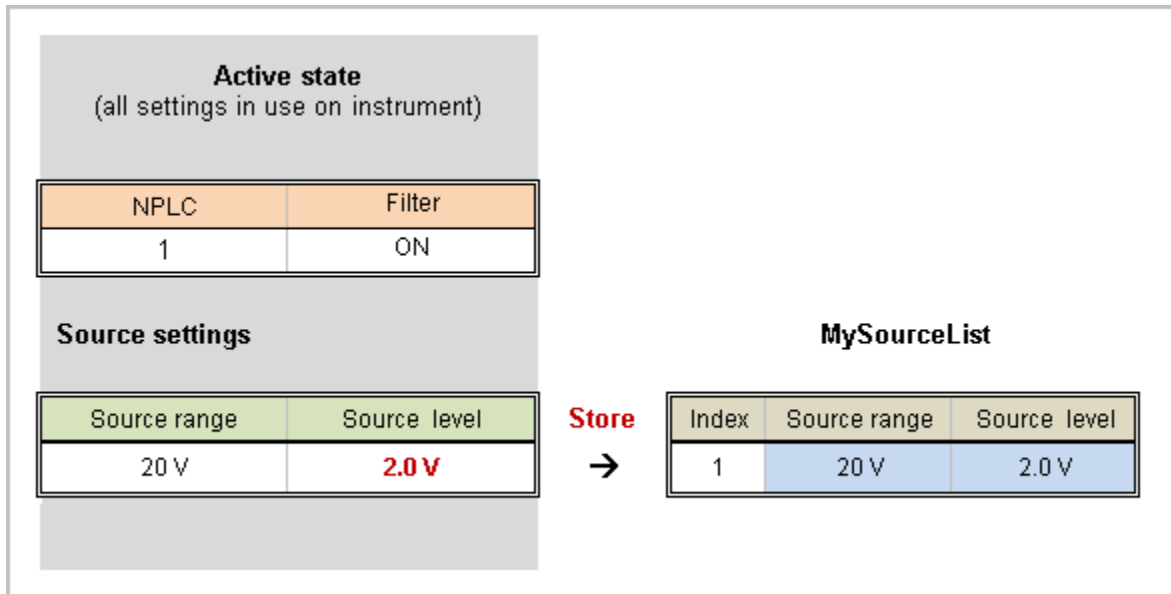 Active state
(all settings in use on instrument)
NPLC Filter
1 ON
Source settings MySourceList
Source range Source level Store Index Source range Source level
20 V 2.0 V → 1 20 V 2.0 V